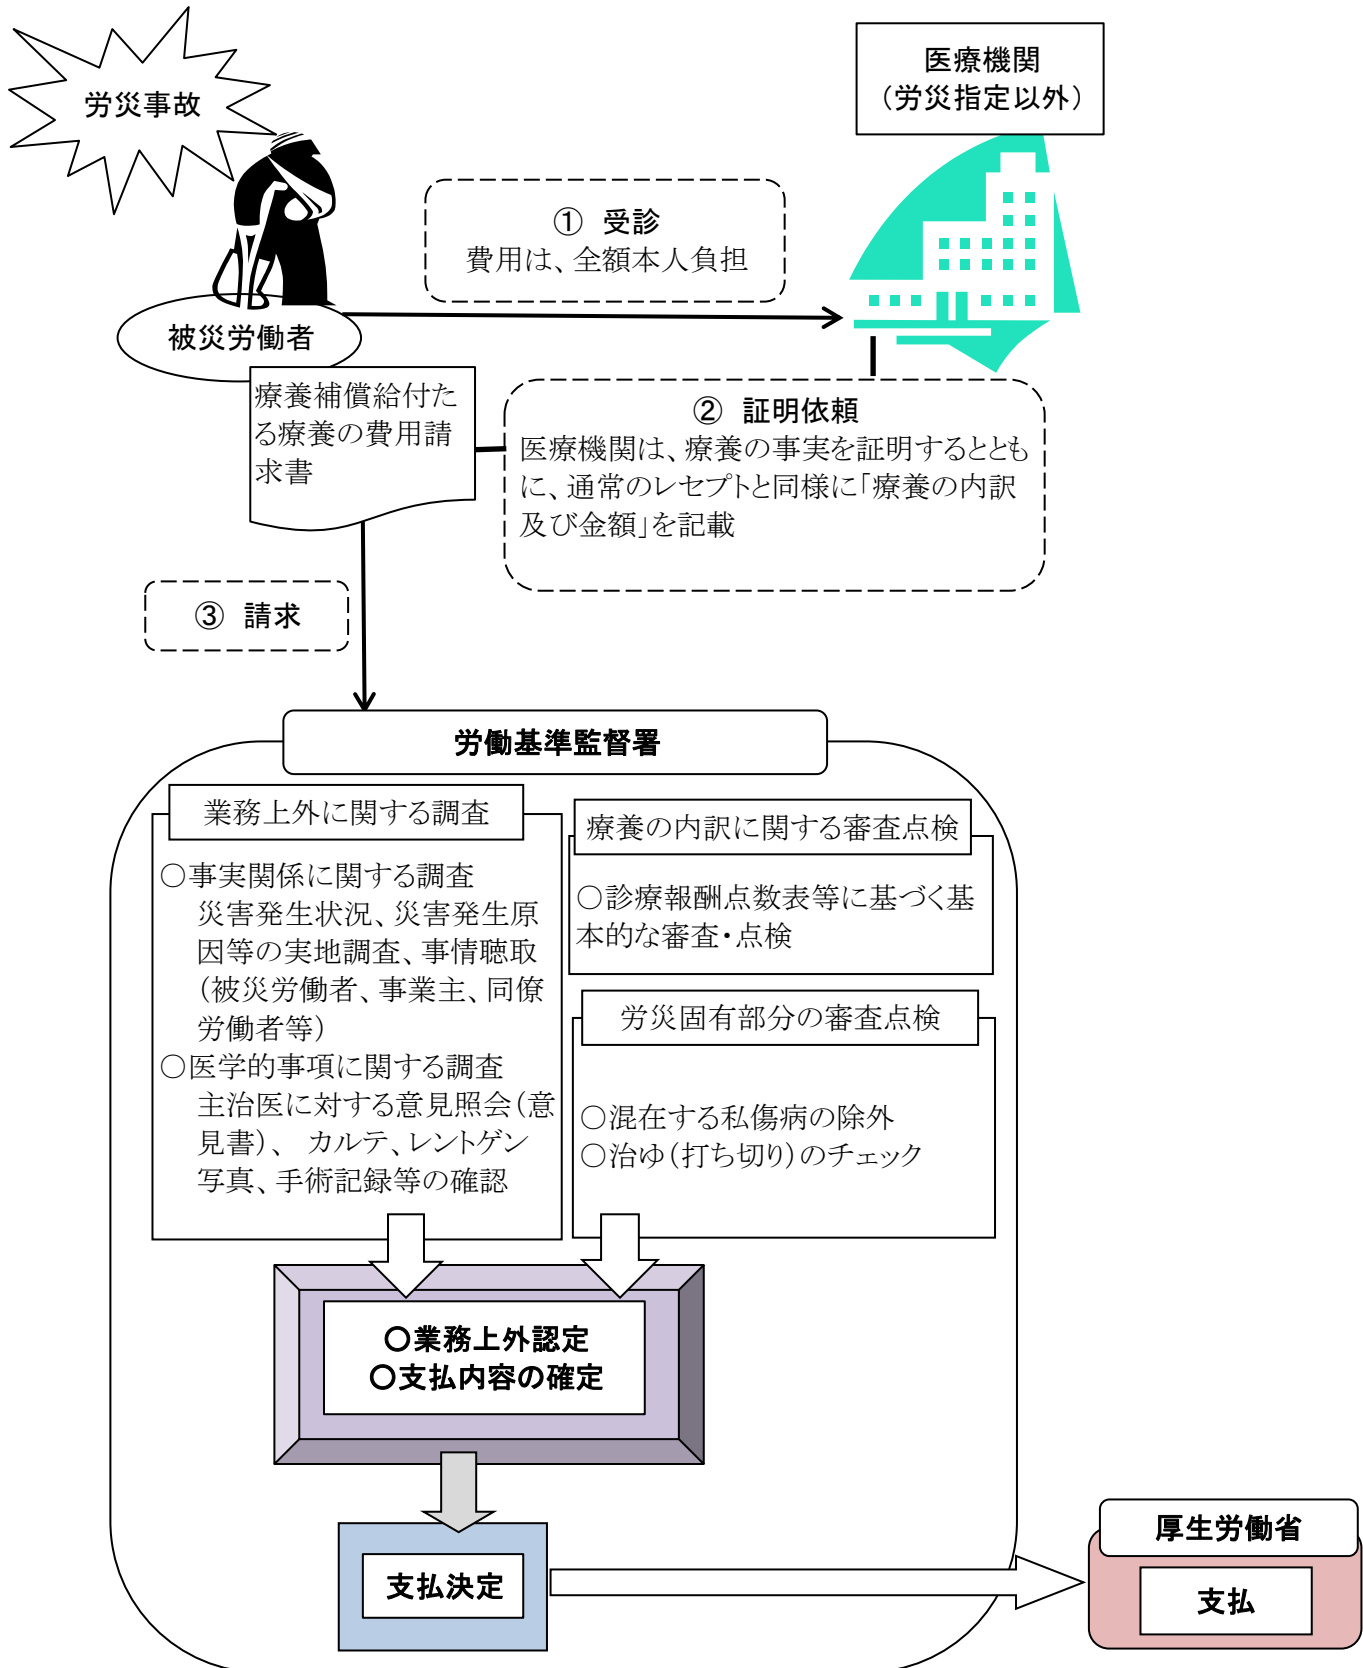 労災事故
医療機関
（労災指定以外）
① 受診
費用は、全額本人負担
被災労働者
療養補償給付た
る療養の費用請
求書
② 証明依頼
医療機関は、療養の事実を証明するととも
に、通常のレセプトと同様に「療養の内訳
及び金額」を記載
③ 請求
労働基準監督署
業務上外に関する調査
○事実関係に関する調査
災害発生状況、災害発生原
因等の実地調査、事情聴取
（被災労働者、事業主、同僚
労働者等）
○医学的事項に関する調査
主治医に対する意見照会（意
見書）、 カルテ、レントゲン
写真、手術記録等の確認
療養の内訳に関する審査点検
○診療報酬点数表等に基づく基
本的な審査・点検
労災固有部分の審査点検
○混在する私傷病の除外
○治ゆ（打ち切り）のチェック
○業務上外認定
○支払内容の確定
支払決定
厚生労働省
支払